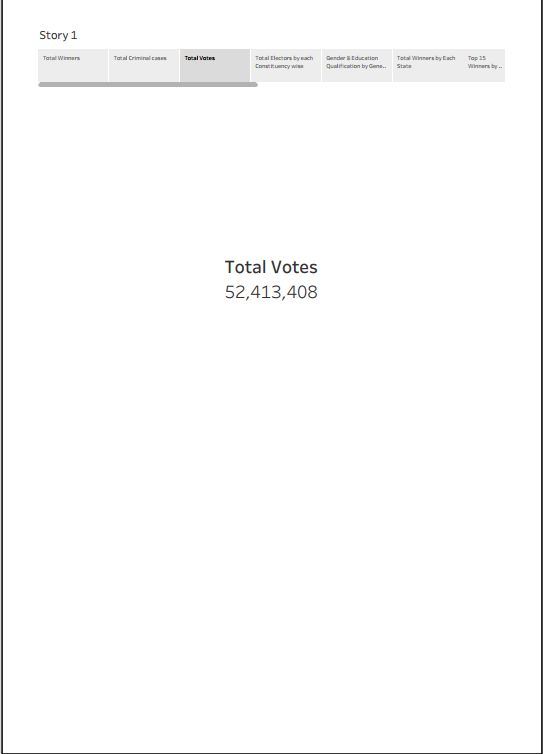 Story 1
Total Winners
Total Criminal cases
Total Votes
Total Electors by each
Constituency wise
Gender & Education
Qualification by Gene..
Total Winners by Each
State
Top 15
Winners by ..
Total Votes
52,413,408